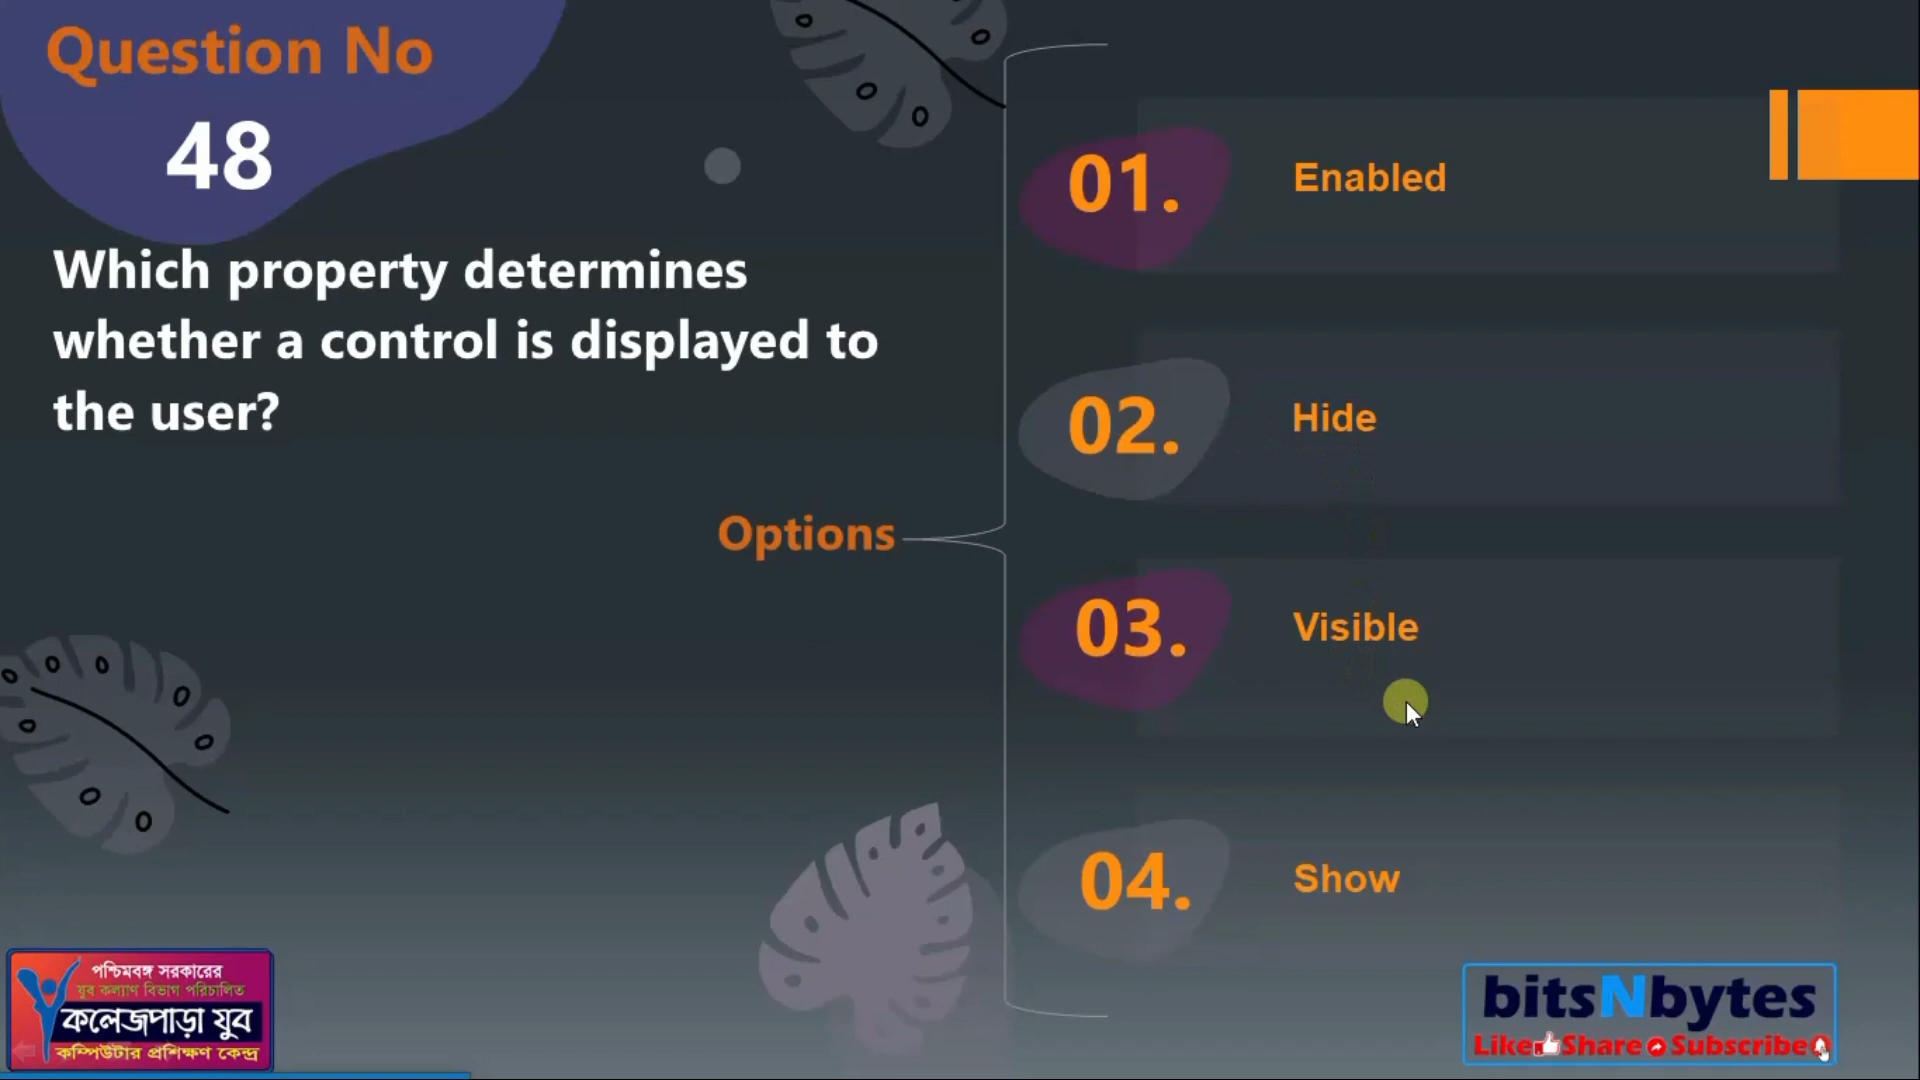 Question No
48
Which property determines
whether a control is displayed to
the user?
Options
01.
Enabled
02.
Hide
03.
Visible
04.
Show
পশ্চিমবঙ্গ সরকারের
যুব কল্যাণ বিভাগ পরিচালিত
কলেজপাড়া যুব
কম্পিউটার প্রশিক্ষণ কেন্দ্র
bitsNbytes
Like Share Subscribe